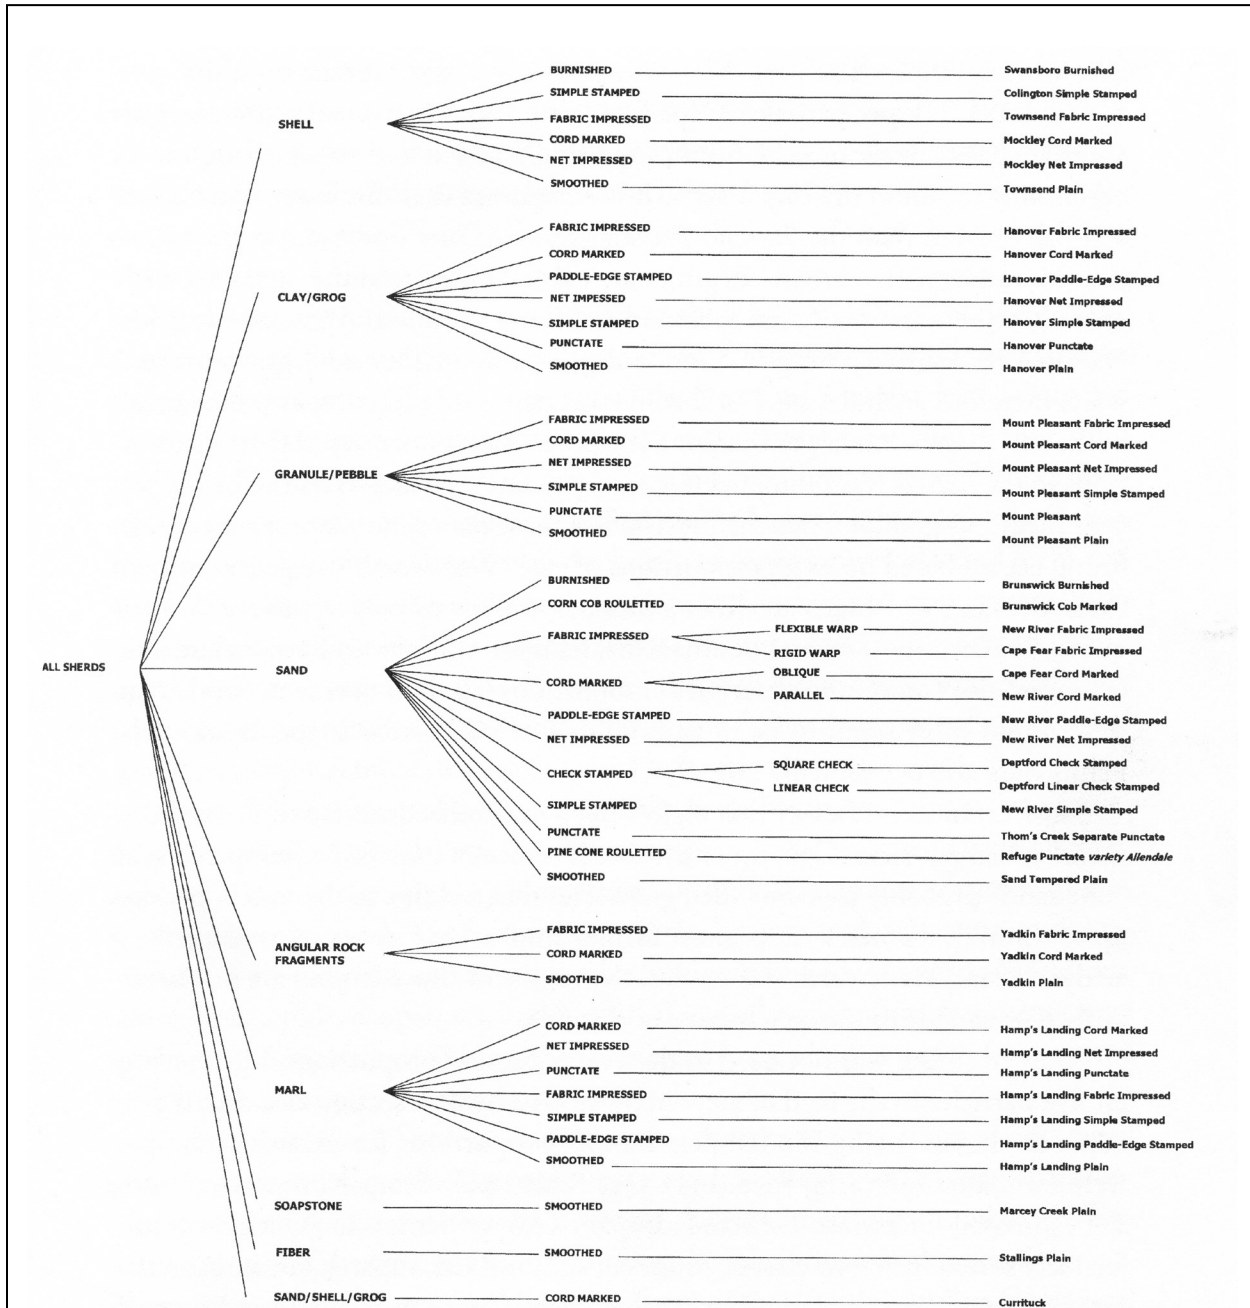 ALL SHERDS
SHELL
BURNISHED Swansboro Burnished
SIMPLE STAMPED Colington Simple Stamped
FABRIC IMPRESSED Townsend Fabric Impressed
CORD MARKED Mockley Cord Marked
NET IMPRESSED Mockley Net Impressed
SMOOTHED Townsend Plain
CLAY/GROG
FABRIC IMPRESSED Hanover Fabric Impressed
CORD MARKED Hanover Cord Marked
PADDLE-EDGE STAMPED Hanover Paddle-Edge Stamped
NET IMPESSED Hanover Net Impressed
SIMPLE STAMPED Hanover Simple Stamped
PUNCTATE Hanover Punctate
SMOOTHED Hanover Plain
GRANULE/PEBBLE
FABRIC IMPRESSED Mount Pleasant Fabric Impressed
CORD MARKED Mount Pleasant Cord Marked
NET IMPRESSED Mount Pleasant Net Impressed
SIMPLE STAMPED Mount Pleasant Simple Stamped
PUNCTATE Mount Pleasant
SMOOTHED Mount Pleasant Plain
SAND
BURNISHED Brunswick Burnished
CORN COB ROULETTED Brunswick Cob Marked
FABRIC IMPRESSED
FLEXIBLE WARP New River Fabric Impressed
RIGID WARP Cape Fear Fabric Impressed
CORD MARKED
OBLIQUE Cape Fear Cord Marked
PARALLEL New River Cord Marked
PADDLE-EDGE STAMPED New River Paddle-Edge Stamped
NET IMPRESSED New River Net Impressed
CHECK STAMPED
SQUARE CHECK Deptford Check Stamped
LINEAR CHECK Deptford Linear Check Stamped
SIMPLE STAMPED New River Simple Stamped
PUNCTATE Thom's Creek Separate Punctate
PINE CONE ROULETTED Refuge Punctate variety Allendale
SMOOTHED Sand Tempered Plain
ANGULAR ROCK
FRAGMENTS
FABRIC IMPRESSED Yadkin Fabric Impressed
CORD MARKED Yadkin Cord Marked
SMOOTHED Yadkin Plain
MARL
CORD MARKED Hamp's Landing Cord Marked
NET IMPRESSED Hamp's Landing Net Impressed
PUNCTATE Hamp's Landing Punctate
FABRIC IMPRESSED Hamp's Landing Fabric Impressed
SIMPLE STAMPED Hamp's Landing Simple Stamped
PADDLE-EDGE STAMPED Hamp's Landing Paddle-Edge Stamped
SMOOTHED Hamp's Landing Plain
SOAPSTONE SMOOTHED Marcey Creek Plain
FIBER SMOOTHED Stallings Plain
SAND/SHELL/GROG CORD MARKED Currituck